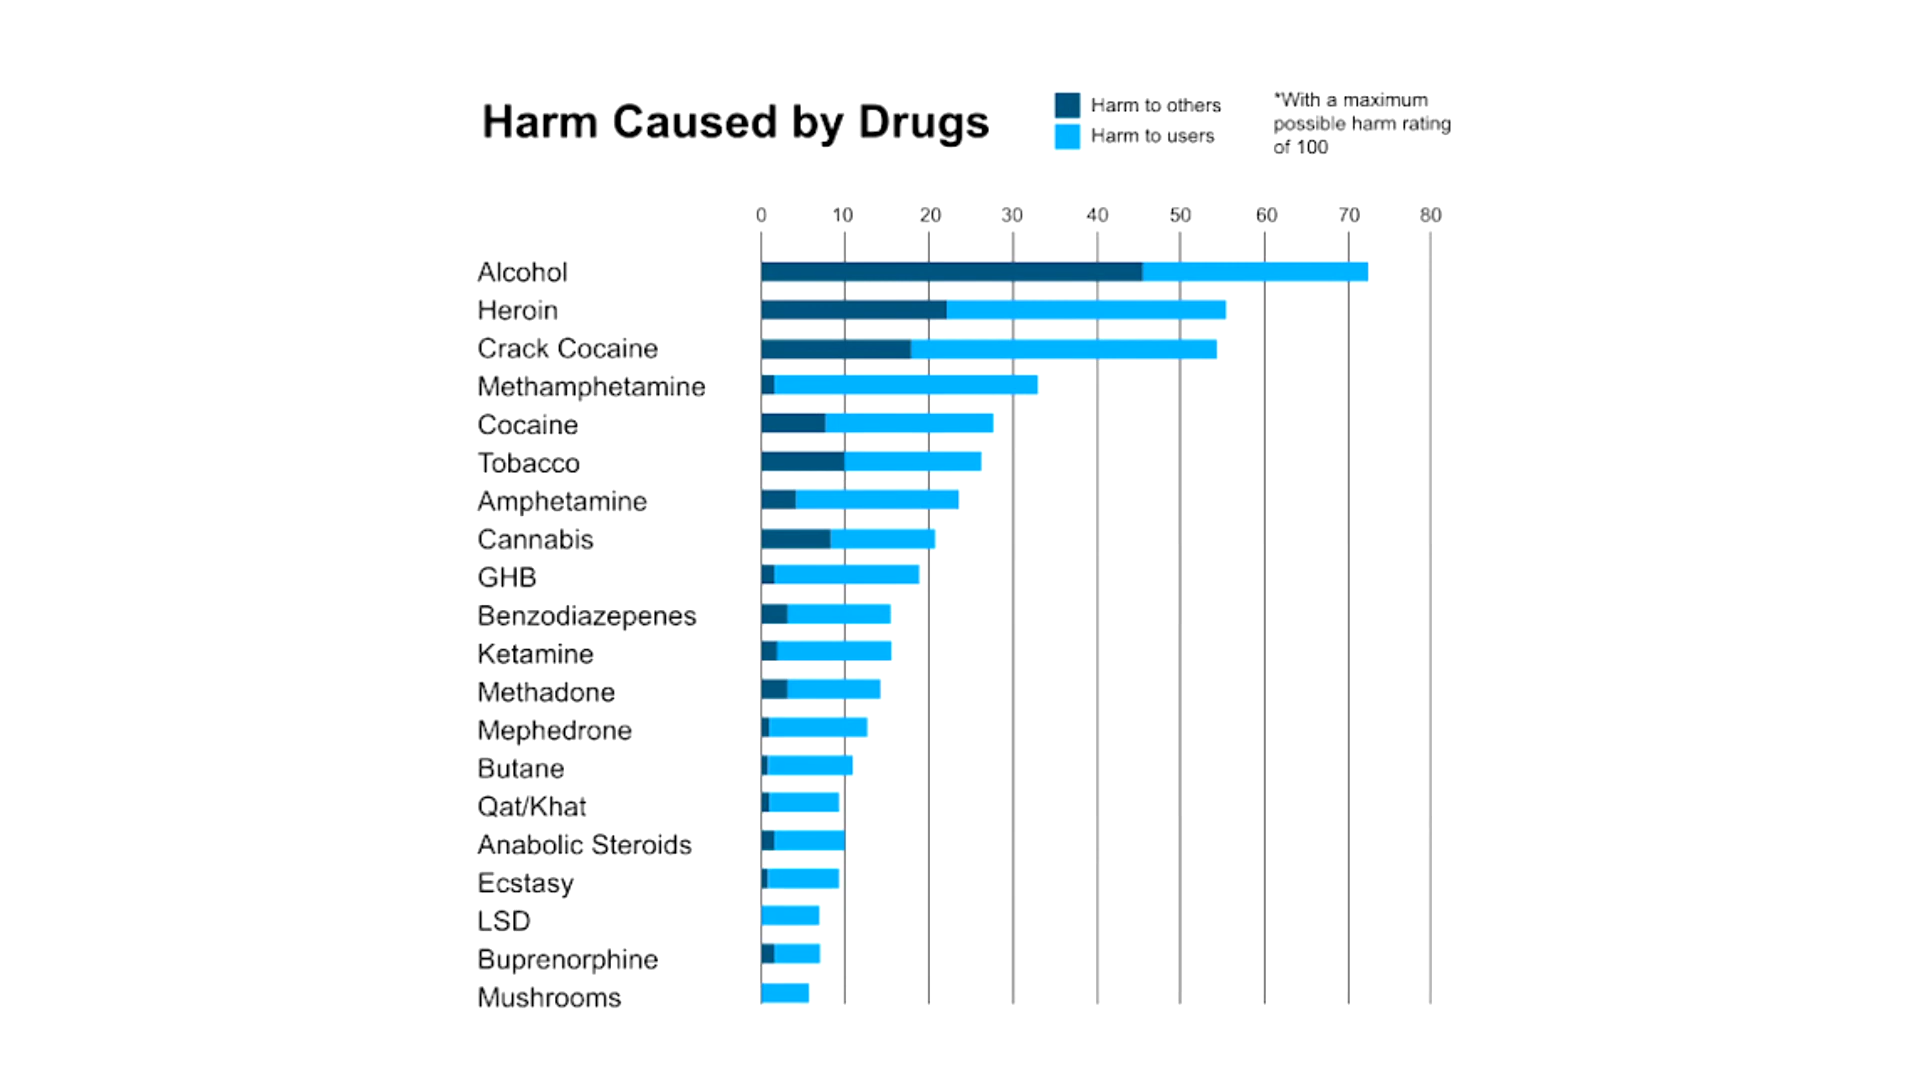 Harm Caused by Drugs
Harm to others
Harm to users
*With a maximum
possible harm rating
of 100
0 10 20 30 40 50 60 70 80
Alcohol
Heroin
Crack Cocaine
Methamphetamine
Cocaine
Tobacco
Amphetamine
Cannabis
GHB
Benzodiazepenes
Ketamine
Methadone
Mephedrone
Butane
Qat/Khat
Anabolic Steroids
Ecstasy
LSD
Buprenorphine
Mushrooms